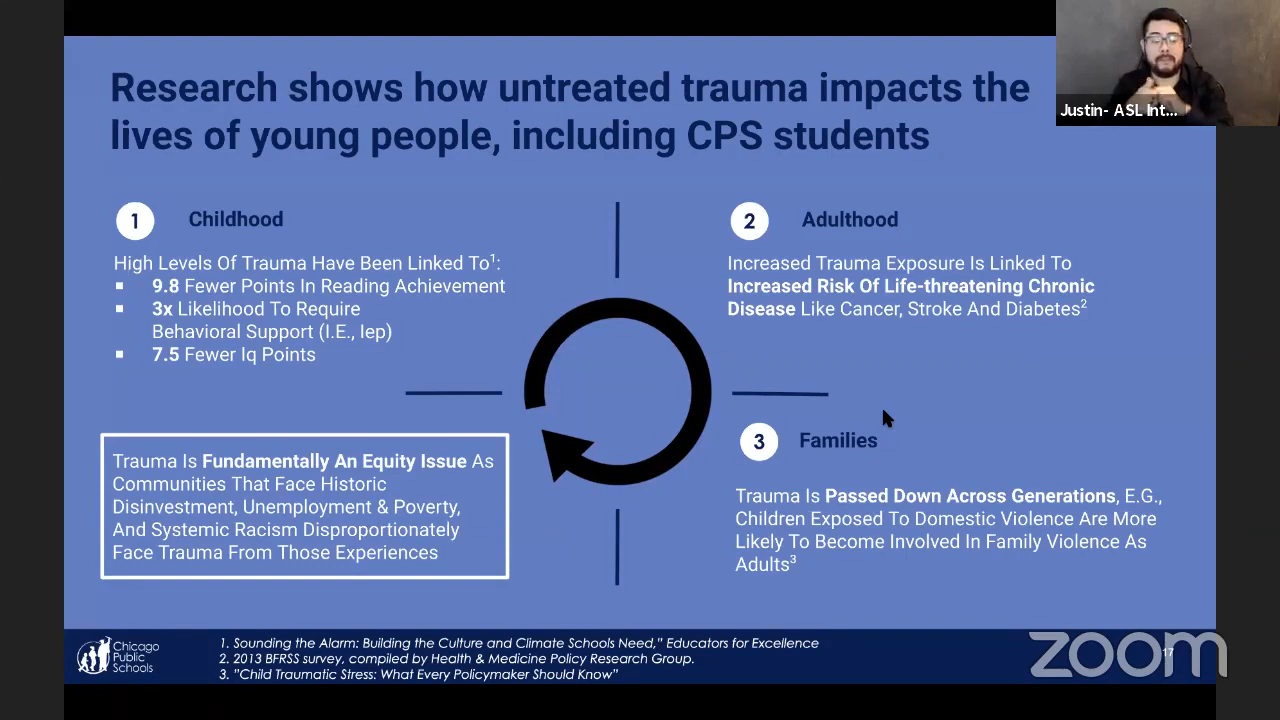 Research shows how untreated trauma impacts the
lives of young people, including CPS students
Justin- ASL Int...
1 Childhood
High Levels Of Trauma Have Been Linked To1:
▪ 9.8 Fewer Points In Reading Achievement
▪ 3x Likelihood To Require
Behavioral Support (I.E., Iep)
▪ 7.5 Fewer Iq Points
2 Adulthood
Increased Trauma Exposure Is Linked To
Increased Risk Of Life-threatening Chronic
Disease Like Cancer, Stroke And Diabetes2
3 Families
Trauma Is Passed Down Across Generations, E.G.,
Children Exposed To Domestic Violence Are More
Likely To Become Involved In Family Violence As
Adults3
Trauma Is Fundamentally An Equity Issue As
Communities That Face Historic
Disinvestment, Unemployment & Poverty,
And Systemic Racism Disproportionately
Face Trauma From Those Experiences
Chicago
Public
Schools
1. Sounding the Alarm: Building the Culture and Climate Schools Need,” Educators for Excellence
2. 2013 BFRSS survey, compiled by Health & Medicine Policy Research Group.
3. ”Child Traumatic Stress: What Every Policymaker Should Know”
zoom
17